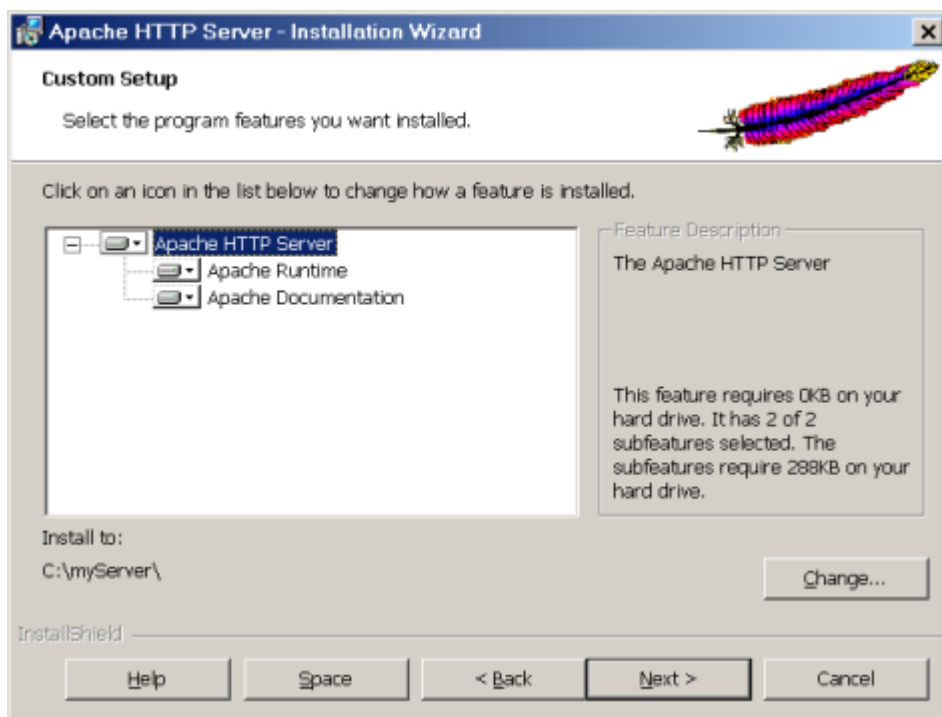 Apache HTTP Server - Installation Wizard
Custom Setup
Select the program features you want installed.
Click on an icon in the list below to change how a feature is installed.
Apache HTTP Server
Apache Runtime
Apache Documentation
Feature Description
The Apache HTTP Server
This feature requires 0KB on your
hard drive. It has 2 of 2
subfeatures selected. The
subfeatures require 288KB on your
hard drive.
Install to:
C:\myServer\
Change...
InstallShield
Help
Space
< Back
Next >
Cancel